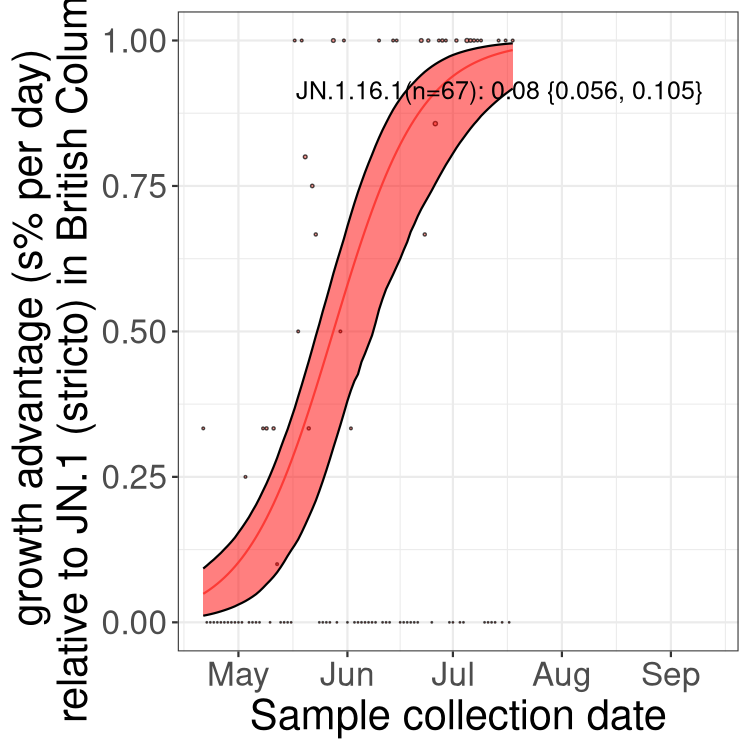 growth advantage (s% per day)
relative to JN.1 (stricto) in British Colum
1.00
0.75
0.50
0.25
0.00
JN.1.16.1(n=67): 0.08 {0.056, 0.105}
May Jun Jul Aug Sep
Sample collection date